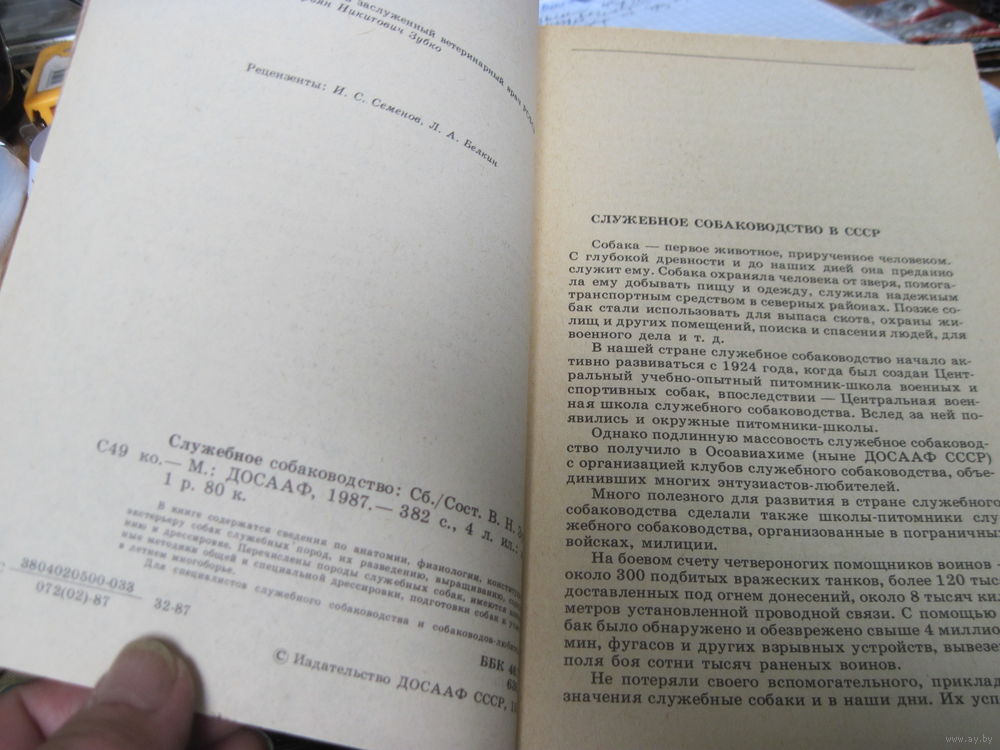 заслуженный ветеринарный врач РСФСР
Никитович Зубко
Рецензенты: И. С. Семенов, Л. А. Белкин
Служебное собаководство: Сб./Сост. В. Н.
С49 ко.— М.: ДОСААФ, 1987.— 382 с., 4 л. ил.:
1 р. 80 к.
В книге содержатся сведения по анатомии, физиологии,
экстерьеру собак служебных пород, их разведению, выращиванию,
нию и дрессировке. Перечислены породы служебных собак, имеются
ные методики общей и специальной дрессировки, подготовки собак к
в летнем многоборье.
Для специалистов служебного собаководства и
С 3804020500-033
072(02)-87 32-87
ББК
© Издательство ДОСААФ СССР,
СЛУЖЕБНОЕ СОБАКОВОДСТВО В СССР
Собака — первое животное, прирученное человеком.
С глубокой древности и до наших дней она преданно
служит ему. Собака охраняла человека от зверя, помога-
ла ему добывать пищу и одежду, служила надежным
транспортным средством в северных районах. Позже со-
бак стали использовать для выпаса скота, охраны жи-
лищ и других помещений, поиска и спасения людей, для
военного дела и т. д.
В нашей стране служебное собаководство начало ак-
тивно развиваться с 1924 года, когда был создан Цент-
ральный учебно-опытный питомник-школа военных и
спортивных собак, впоследствии — Центральная воен-
ная школа служебного собаководства. Вслед за ней по-
явились и окружные питомники-школы.
Однако подлинную массовость служебное собаковод-
ство получило в Осоавиахиме (ныне ДОСААФ СССР)
с организацией клубов служебного собаководства, объе-
динивших многих энтузиастов-любителей.
Много полезного для развития в стране служебного
собаководства сделали также школы-питомники слу
жебного собаководства, организованные в пограничных
войсках, милиции.
На боевом счету четвероногих помощников воинов -
около 300 подбитых вражеских танков, более 120 тыс
доставленных под огнем донесений, около 8 тысяч кил
метров установленной проводной связи. С помощью
бак было обнаружено и обезврежено свыше 4 миллио
мин, фугасов и других взрывных устройств, вывезе
поля боя сотни тысяч раненых воинов.
Не потеряли своего вспомогательного, приклад
значения служебные собаки и в наши дни. Их усп
www.ay.by